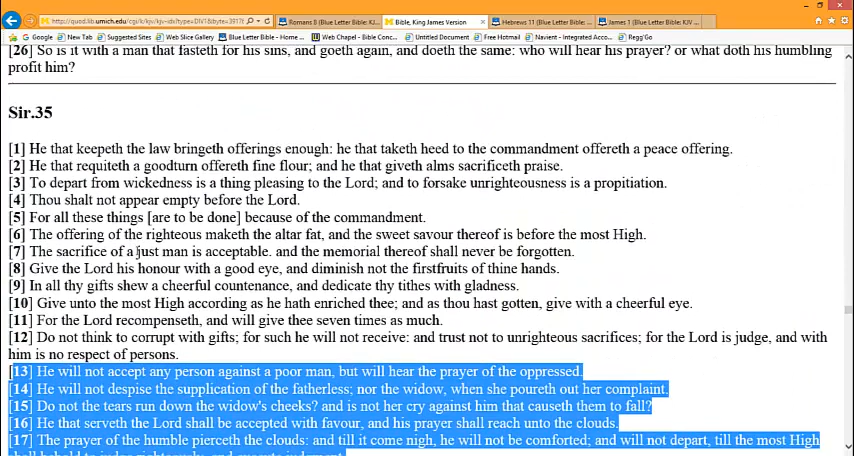 http://quod.lib.umich.edu/cgi/k/kjv/kjv-idx?type=DIV1&byte=3917
Romans 8 (Blue Letter Bible: KJ...
Bible, King James Version
Hebrews 11 (Blue Letter Bible: ...
James 1 (Blue Letter Bible: KJV ...
Google New Tab Suggested Sites Web Slice Gallery Blue Letter Bible - Home ... Web Chapel - Bible Conc... Untitled Document Free Hotmail Navient - Integrated Acco... Regg'Go
[26] So is it with a man that fasteth for his sins, and goeth again, and doeth the same: who will hear his prayer? or what doth his humbling
profit him?
Sir.35
[1] He that keepeth the law bringeth offerings enough: he that taketh heed to the commandment offereth a peace offering.
[2] He that requiteth a goodturn offereth fine flour; and he that giveth alms sacrificeth praise.
[3] To depart from wickedness is a thing pleasing to the Lord; and to forsake unrighteousness is a propitiation.
[4] Thou shalt not appear empty before the Lord.
[5] For all these things [are to be done] because of the commandment.
[6] The offering of the righteous maketh the altar fat, and the sweet savour thereof is before the most High.
[7] The sacrifice of a just man is acceptable. and the memorial thereof shall never be forgotten.
[8] Give the Lord his honour with a good eye, and diminish not the firstfruits of thine hands.
[9] In all thy gifts shew a cheerful countenance, and dedicate thy tithes with gladness.
[10] Give unto the most High according as he hath enriched thee; and as thou hast gotten, give with a cheerful eye.
[11] For the Lord recompenseth, and will give thee seven times as much.
[12] Do not think to corrupt with gifts; for such he will not receive: and trust not to unrighteous sacrifices; for the Lord is judge, and with
him is no respect of persons.
[13] He will not accept any person against a poor man, but will hear the prayer of the oppressed.
[14] He will not despise the supplication of the fatherless; nor the widow, when she poureth out her complaint.
[15] Do not the tears run down the widow's cheeks? and is not her cry against him that causeth them to fall?
[16] He that serveth the Lord shall be accepted with favour, and his prayer shall reach unto the clouds.
[17] The prayer of the humble pierceth the clouds: and till it come nigh, he will not be comforted; and will not depart, till the most High
shall behold to judge righteously, and execute judgment.